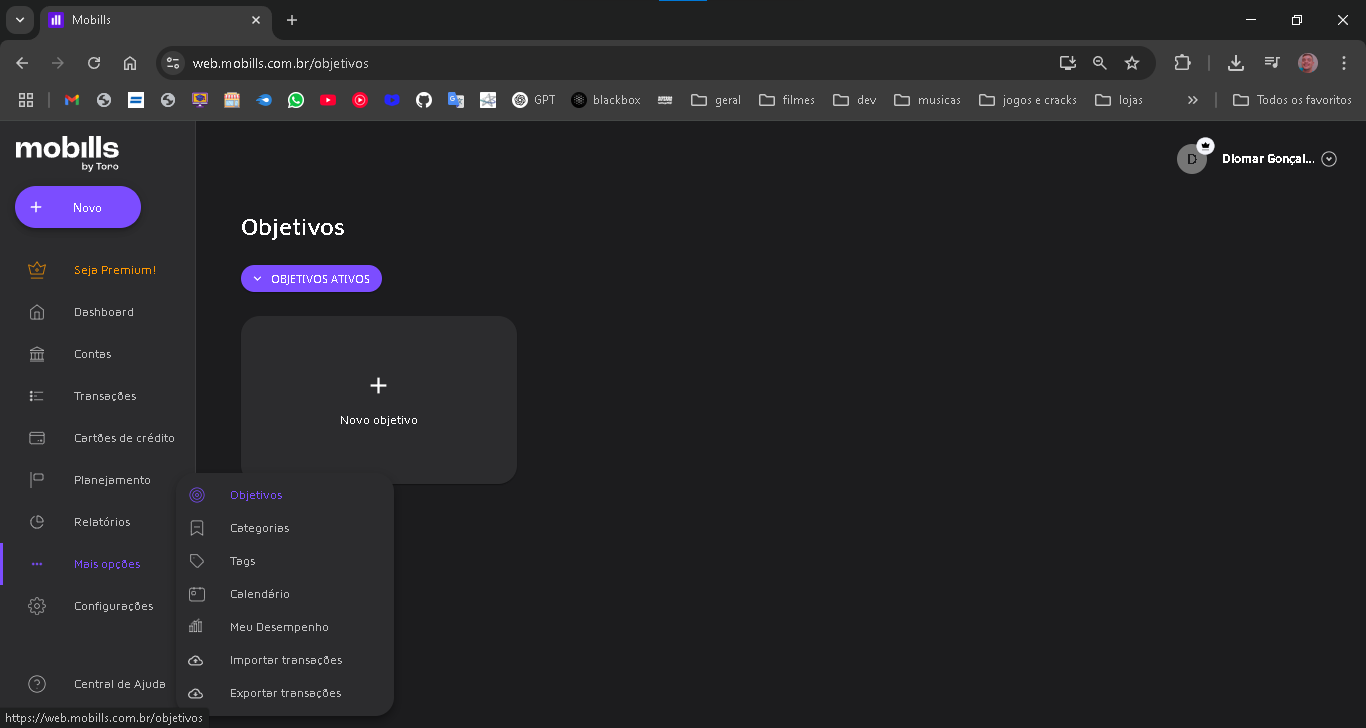 Mobills
web.mobills.com.br/objetivos
GPT
blackbox
geral
filmes
dev
musicas
jogos e cracks
lojas
Todos os favoritos
mobills
by Toro
D
Diomar Gonçal...
Novo
Seja Premium!
Dashboard
Contas
Transações
Cartões de crédito
Planejamento
Relatórios
Mais opções
Configurações
Central de Ajuda
Objetivos
OBJETIVOS ATIVOS
Novo objetivo
Objetivos
Categorias
Tags
Calendário
Meu Desempenho
Importar transações
Exportar transações
https://web.mobills.com.br/objetivos